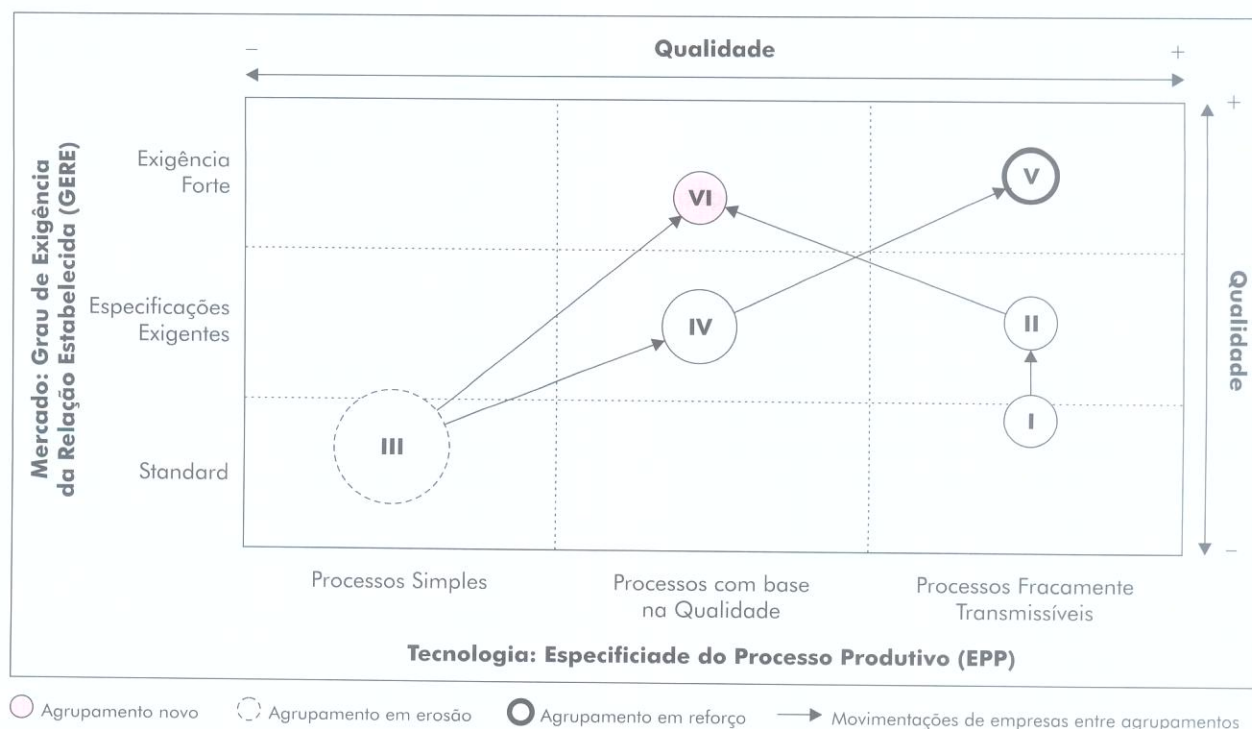 − Qualidade +
+
Mercado: Grau de Exigência
da Relação Estabelecida (GERE)
Exigência
Forte
VI
V
Especificações
Exigentes
IV
II
Qualidade
III
I
Standard
−
Processos Simples
Processos com base
na Qualidade
Processos Fracamente
Transmissíveis
Tecnologia: Especificiade do Processo Produtivo (EPP)
Agrupamento novo
Agrupamento em erosão
Agrupamento em reforço
Movimentações de empresas entre agrupamentos